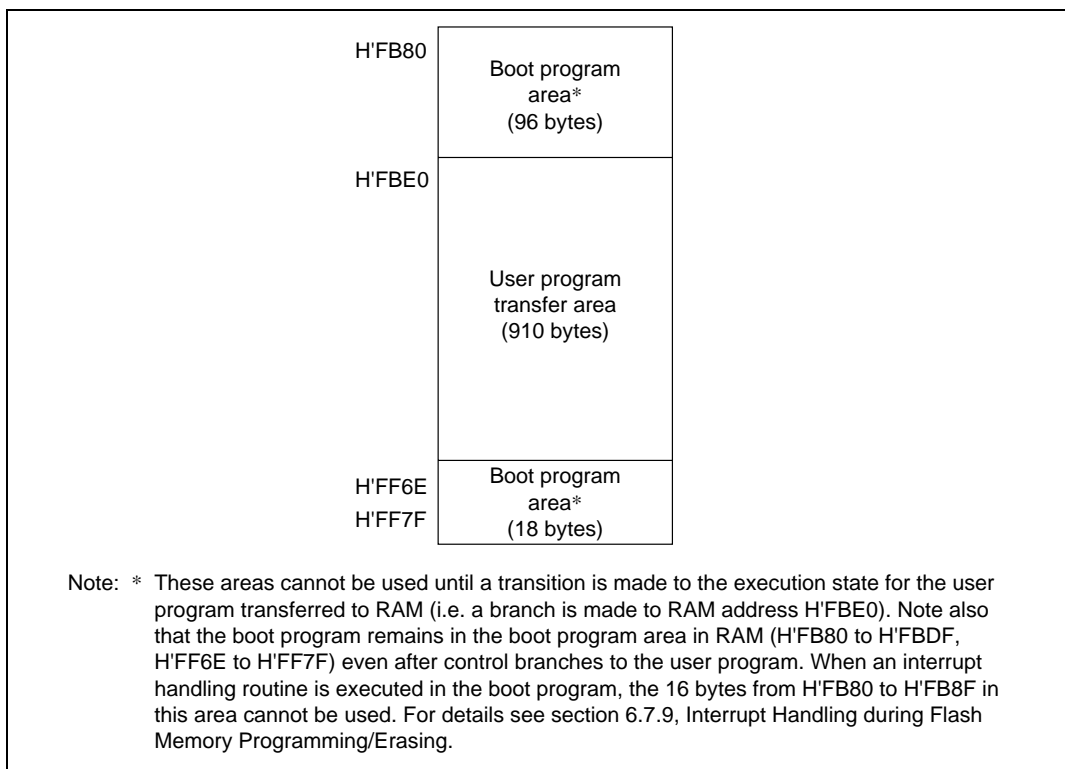 H'FB80
Boot program
area*
(96 bytes)
H'FBE0
User program
transfer area
(910 bytes)
H'FF6E
H'FF7F
Boot program
area*
(18 bytes)
Note: * These areas cannot be used until a transition is made to the execution state for the user
program transferred to RAM (i.e. a branch is made to RAM address H'FBE0). Note also
that the boot program remains in the boot program area in RAM (H'FB80 to H'FBDF,
H'FF6E to H'FF7F) even after control branches to the user program. When an interrupt
handling routine is executed in the boot program, the 16 bytes from H'FB80 to H'FB8F in
this area cannot be used. For details see section 6.7.9, Interrupt Handling during Flash
Memory Programming/Erasing.